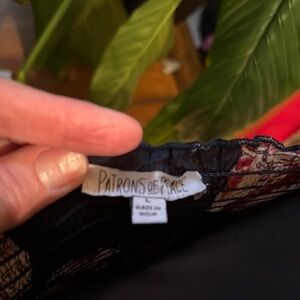 PATRONS OF PEACE
L
MADE IN
INDIA